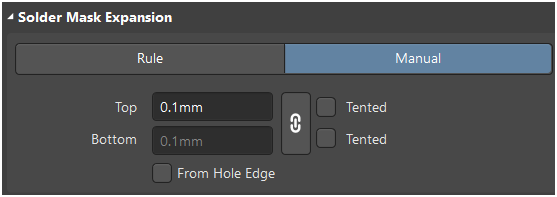 Solder Mask Expansion
Rule Manual
Top 0.1mm Tented
Bottom 0.1mm Tented
From Hole Edge